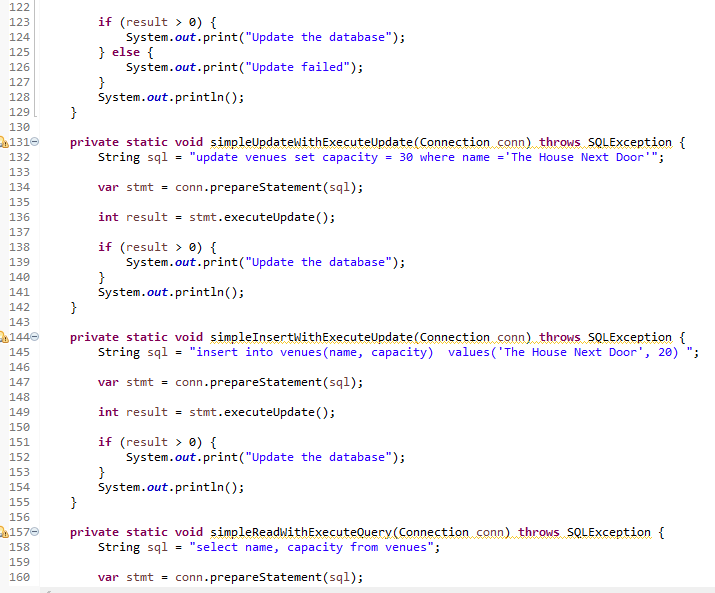 122
123 if (result > 0) {
124 System.out.print("Update the database");
125 } else {
126 System.out.print("Update failed");
127 }
128 System.out.println();
129 }
130
131 private static void simpleUpdateWithExecuteUpdate(Connection conn) throws SQLException {
132 String sql = "update venues set capacity = 30 where name ='The House Next Door'";
133
134 var stmt = conn.prepareStatement(sql);
135
136 int result = stmt.executeUpdate();
137
138 if (result > 0) {
139 System.out.print("Update the database");
140 }
141 System.out.println();
142 }
143
144 private static void simpleInsertWithExecuteUpdate(Connection conn) throws SQLException {
145 String sql = "insert into venues(name, capacity)  values('The House Next Door', 20) ";
146
147 var stmt = conn.prepareStatement(sql);
148
149 int result = stmt.executeUpdate();
150
151 if (result > 0) {
152 System.out.print("Update the database");
153 }
154 System.out.println();
155 }
156
157 private static void simpleReadWithExecuteQuery(Connection conn) throws SQLException {
158 String sql = "select name, capacity from venues";
159
160 var stmt = conn.prepareStatement(sql);